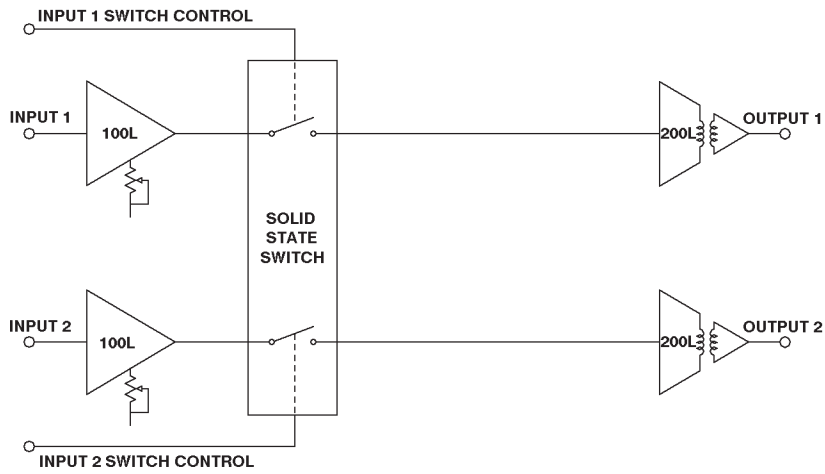 INPUT 1 SWITCH CONTROL
INPUT 1
100L
200L
OUTPUT 1
SOLID
STATE
SWITCH
INPUT 2
100L
200L
OUTPUT 2
INPUT 2 SWITCH CONTROL